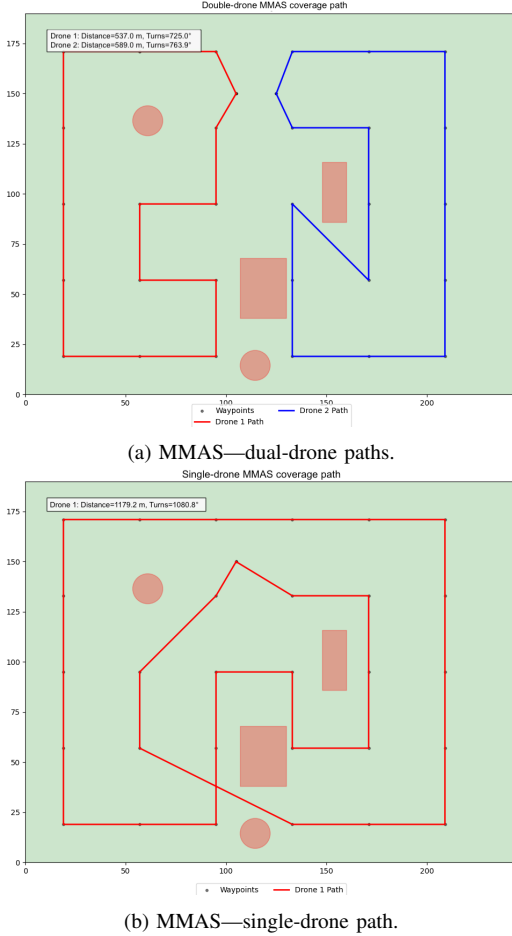 Double-drone MMAS coverage path
Drone 1: Distance=537.0 m, Turns=725.0°
Drone 2: Distance=589.0 m, Turns=763.9°
175
150
125
100
75
50
25
0
0 50 100 150 200
Waypoints
Drone 1 Path
Drone 2 Path
(a) MMAS—dual-drone paths.
Single-drone MMAS coverage path
Drone 1: Distance=1179.2 m, Turns=1080.8°
175
150
125
100
75
50
25
0
0 50 100 150 200
Waypoints Drone 1 Path
(b) MMAS—single-drone path.